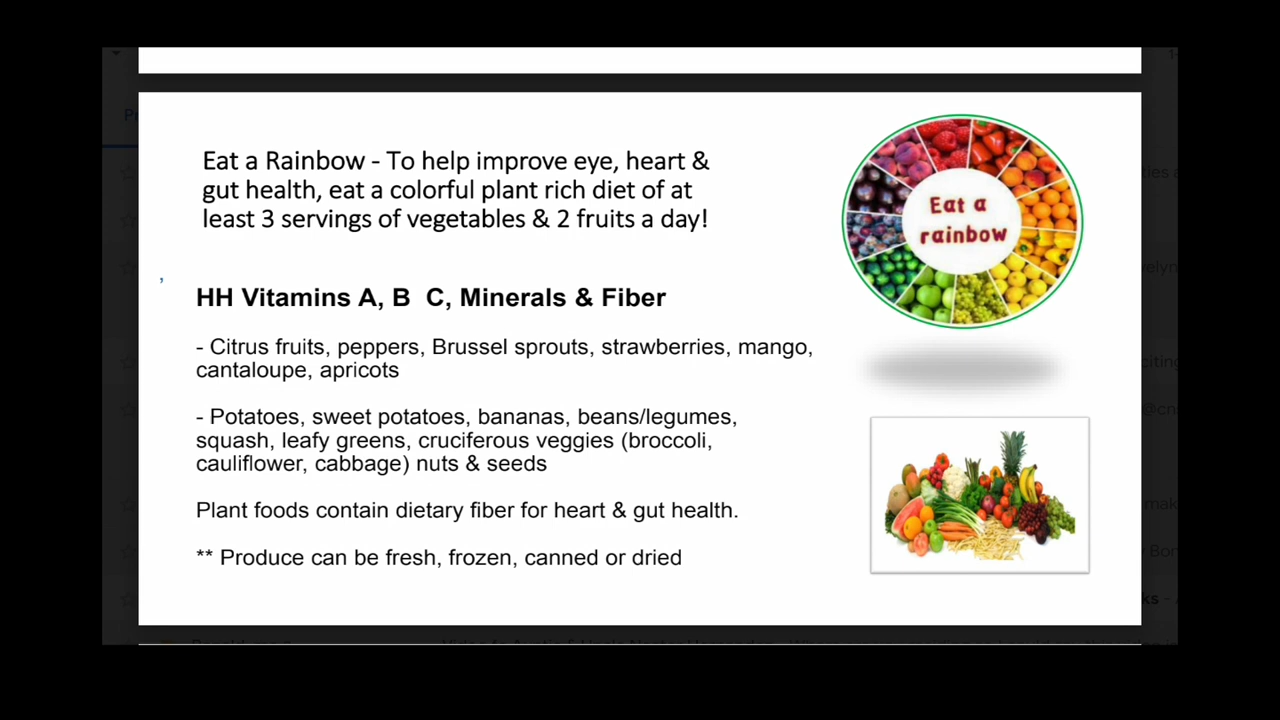 Eat a Rainbow - To help improve eye, heart &
gut health, eat a colorful plant rich diet of at
least 3 servings of vegetables & 2 fruits a day!
Eat a
rainbow
,
HH Vitamins A, B  C, Minerals & Fiber
- Citrus fruits, peppers, Brussel sprouts, strawberries, mango,
cantaloupe, apricots
- Potatoes, sweet potatoes, bananas, beans/legumes,
squash, leafy greens, cruciferous veggies (broccoli,
cauliflower, cabbage) nuts & seeds
Plant foods contain dietary fiber for heart & gut health.
** Produce can be fresh, frozen, canned or dried